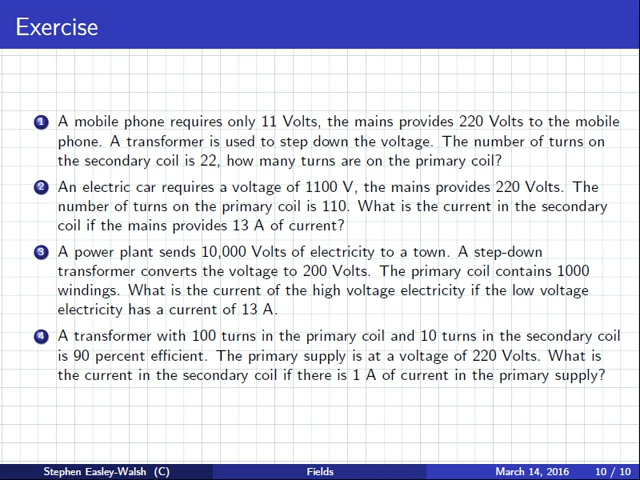 Exercise
1 A mobile phone requires only 11 Volts, the mains provides 220 Volts to the mobile
phone. A transformer is used to step down the voltage. The number of turns on
the secondary coil is 22, how many turns are on the primary coil?
2 An electric car requires a voltage of 1100 V, the mains provides 220 Volts. The
number of turns on the primary coil is 110. What is the current in the secondary
coil if the mains provides 13 A of current?
3 A power plant sends 10,000 Volts of electricity to a town. A step-down
transformer converts the voltage to 200 Volts. The primary coil contains 1000
windings. What is the current of the high voltage electricity if the low voltage
electricity has a current of 13 A.
4 A transformer with 100 turns in the primary coil and 10 turns in the secondary coil
is 90 percent efficient. The primary supply is at a voltage of 220 Volts. What is
the current in the secondary coil if there is 1 A of current in the primary supply?
Stephen Easley-Walsh (C) Fields March 14, 2016 10 / 10